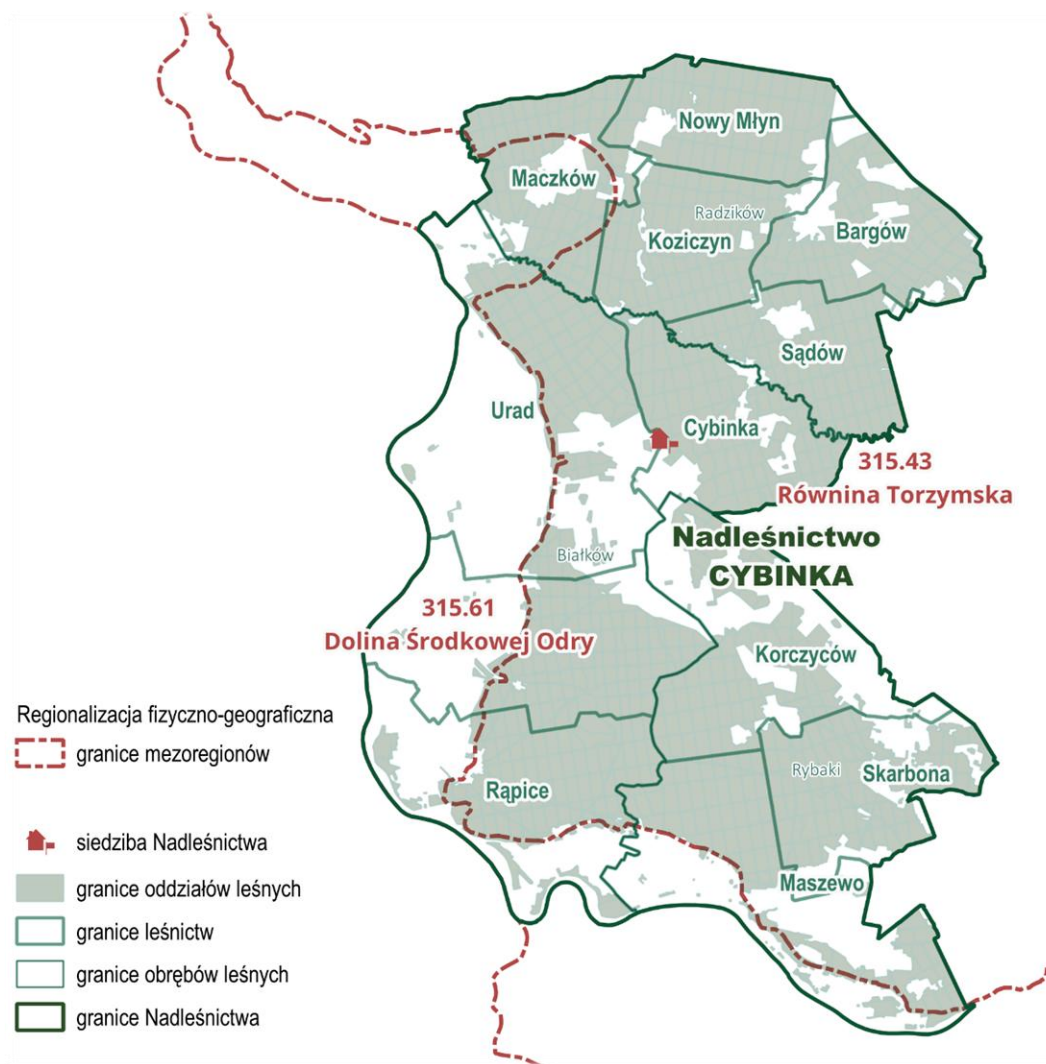 Nowy Młyn
Maczków
Radzików
Koziczyn
Bargów
Sądów
Urad
Cybinka
315.43
Równina Torzymska
Nadleśnictwo
CYBINKA
Białków
315.61
Dolina Środkowej Odry
Korczyców
Rybaki
Skarbona
Rąpice
Maszewo
Regionalizacja fizyczno-geograficzna
granice mezoregionów
siedziba Nadleśnictwa
granice oddziałów leśnych
granice leśnictw
granice obrębów leśnych
granice Nadleśnictwa